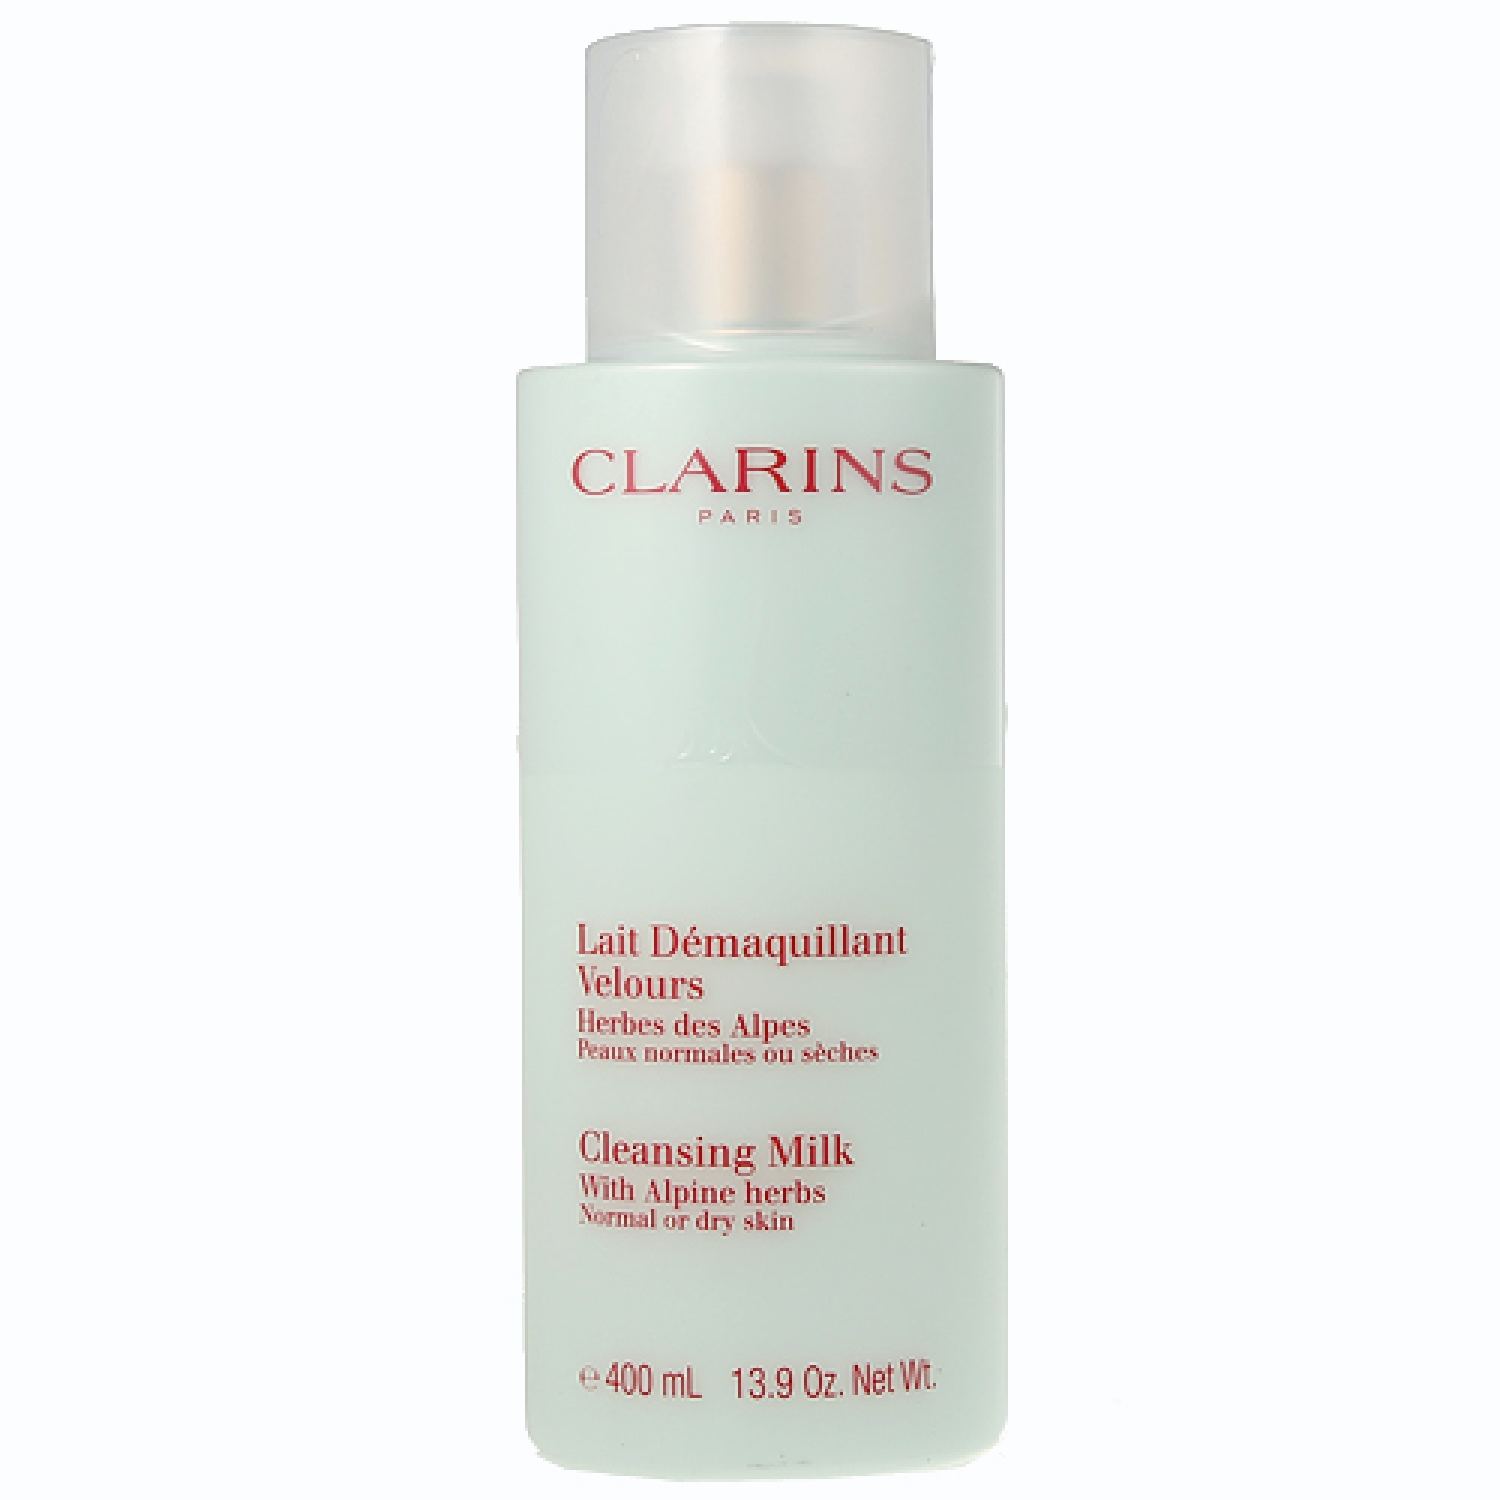 CLARINS
PARIS
Lait Démaquillant
Velours
Herbes des Alpes
Peaux normales ou sèches
Cleansing Milk
With Alpine herbs
Normal or dry skin
℮ 400 mL 13.9 Oz. Net Wt.